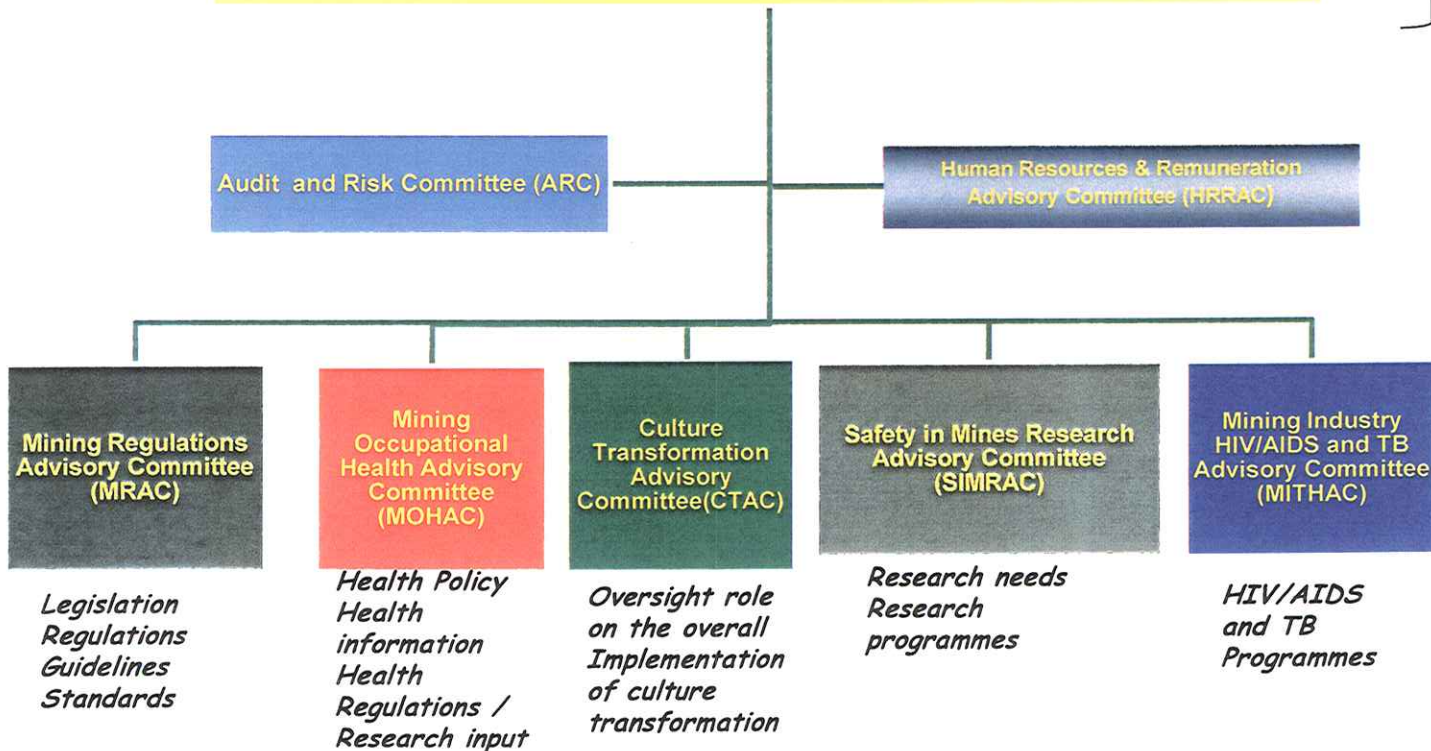 Audit and Risk Committee (ARC)
Human Resources & Remuneration
Advisory Committee (HRRAC)
Mining Regulations
Advisory Committee
(MRAC)
Mining
Occupational
Health Advisory
Committee
(MOHAC)
Culture
Transformation
Advisory
Committee(CTAC)
Safety in Mines Research
Advisory Committee
(SIMRAC)
Mining Industry
HIV/AIDS and TB
Advisory Committee
(MITHAC)
Legislation
Regulations
Guidelines
Standards
Health Policy
Health
information
Health
Regulations /
Research input
Oversight role
on the overall
Implementation
of culture
transformation
Research needs
Research
programmes
HIV/AIDS
and TB
Programmes